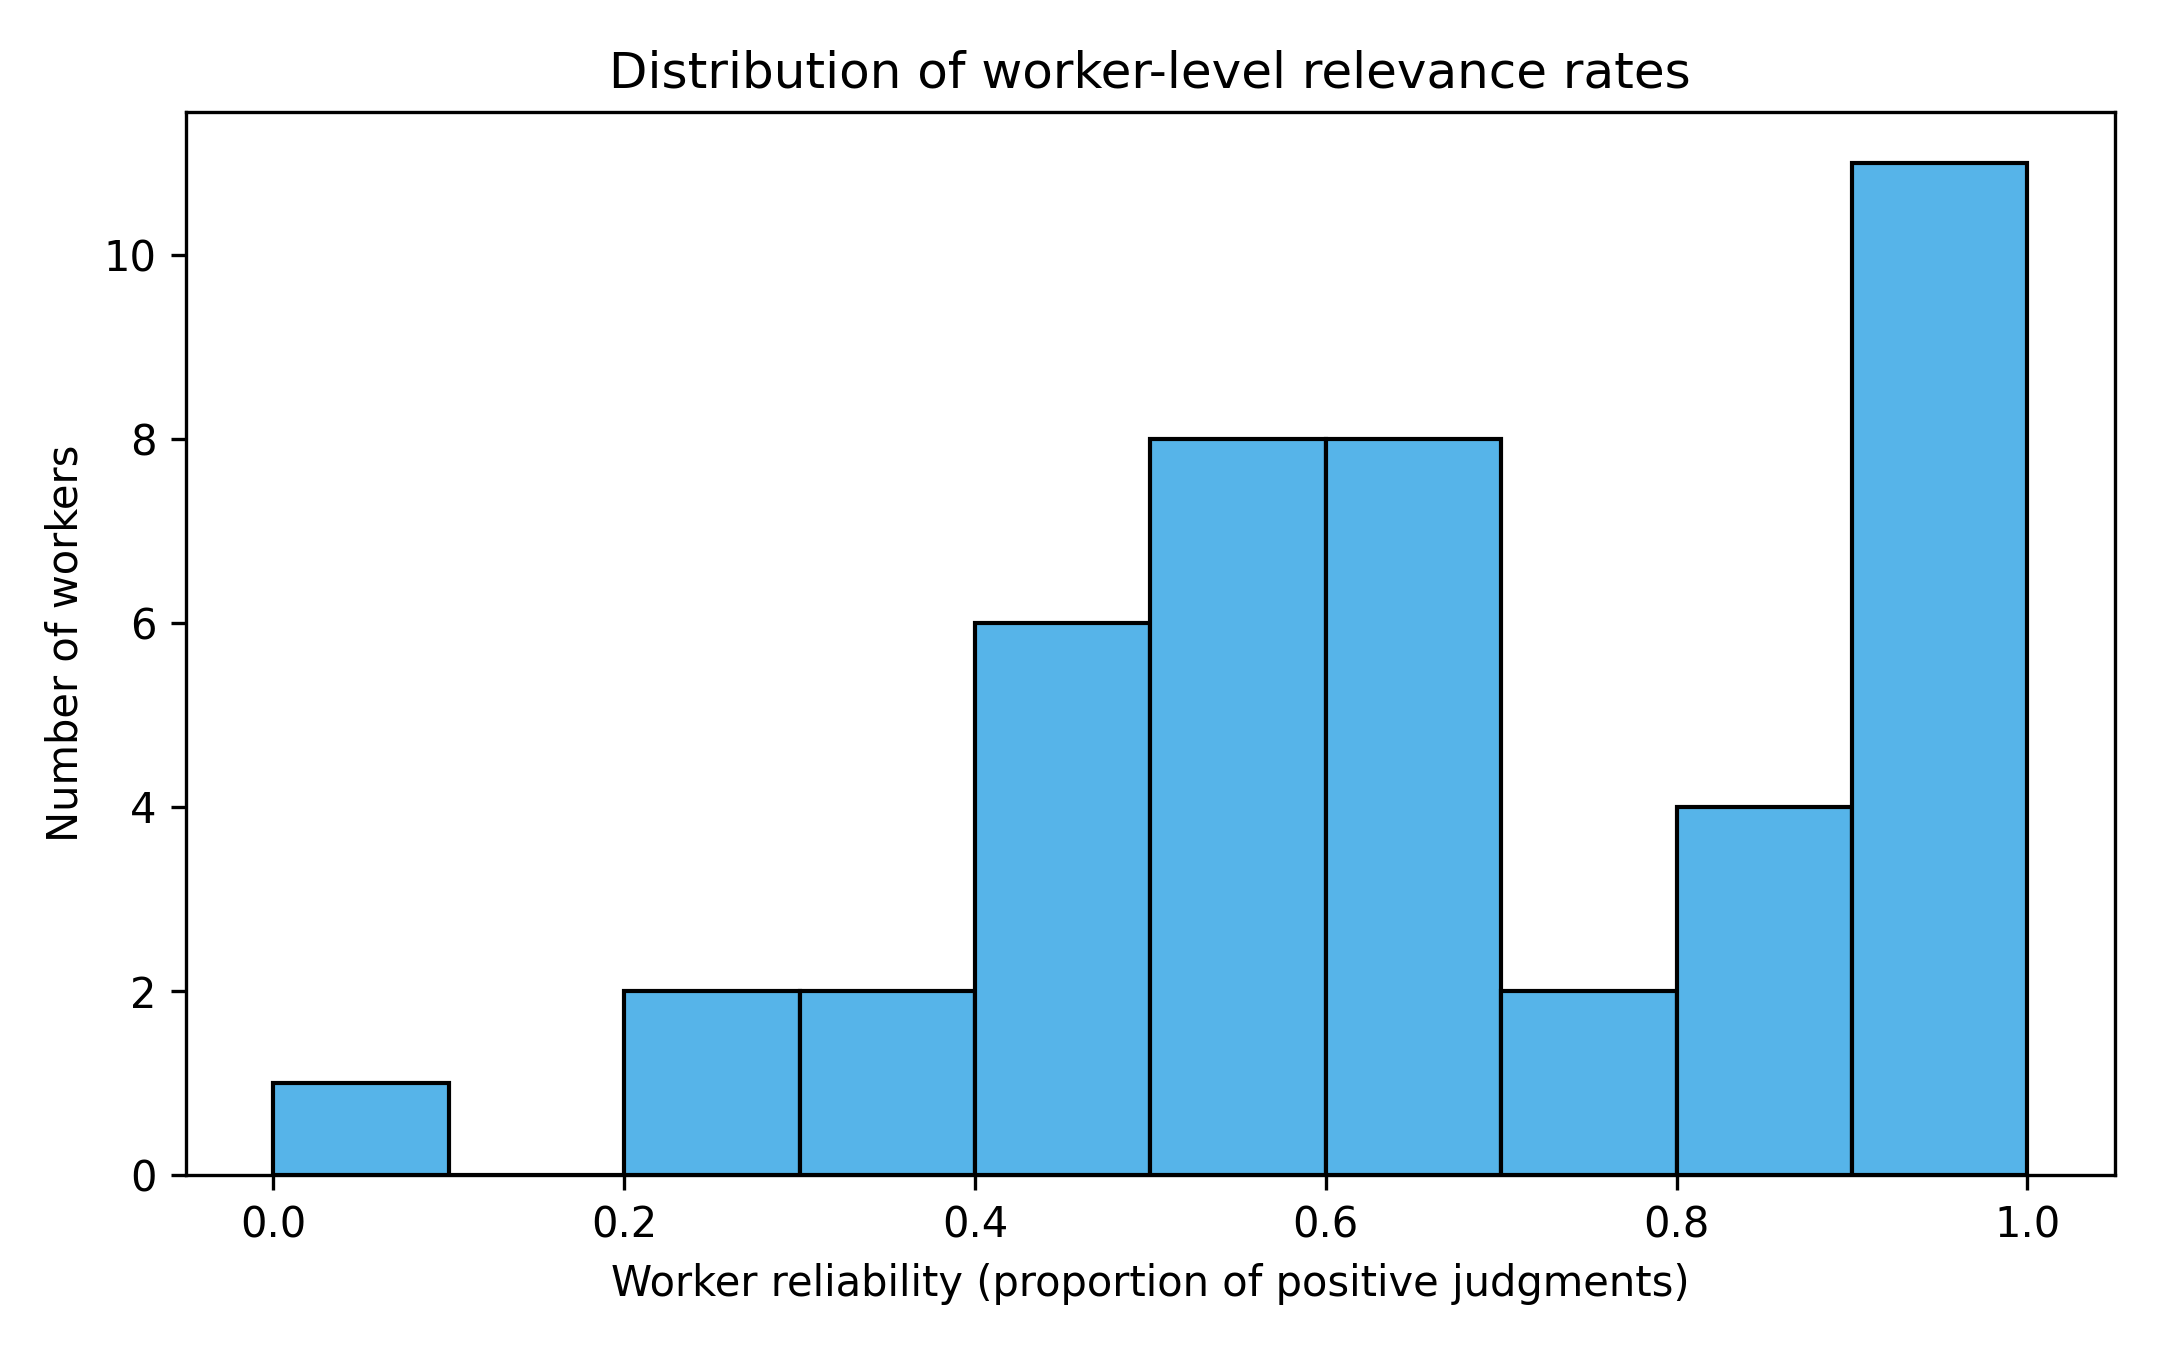 Distribution of worker-level relevance rates
Number of workers
10
8
6
4
2
0
0.0 0.2 0.4 0.6 0.8 1.0
Worker reliability (proportion of positive judgments)